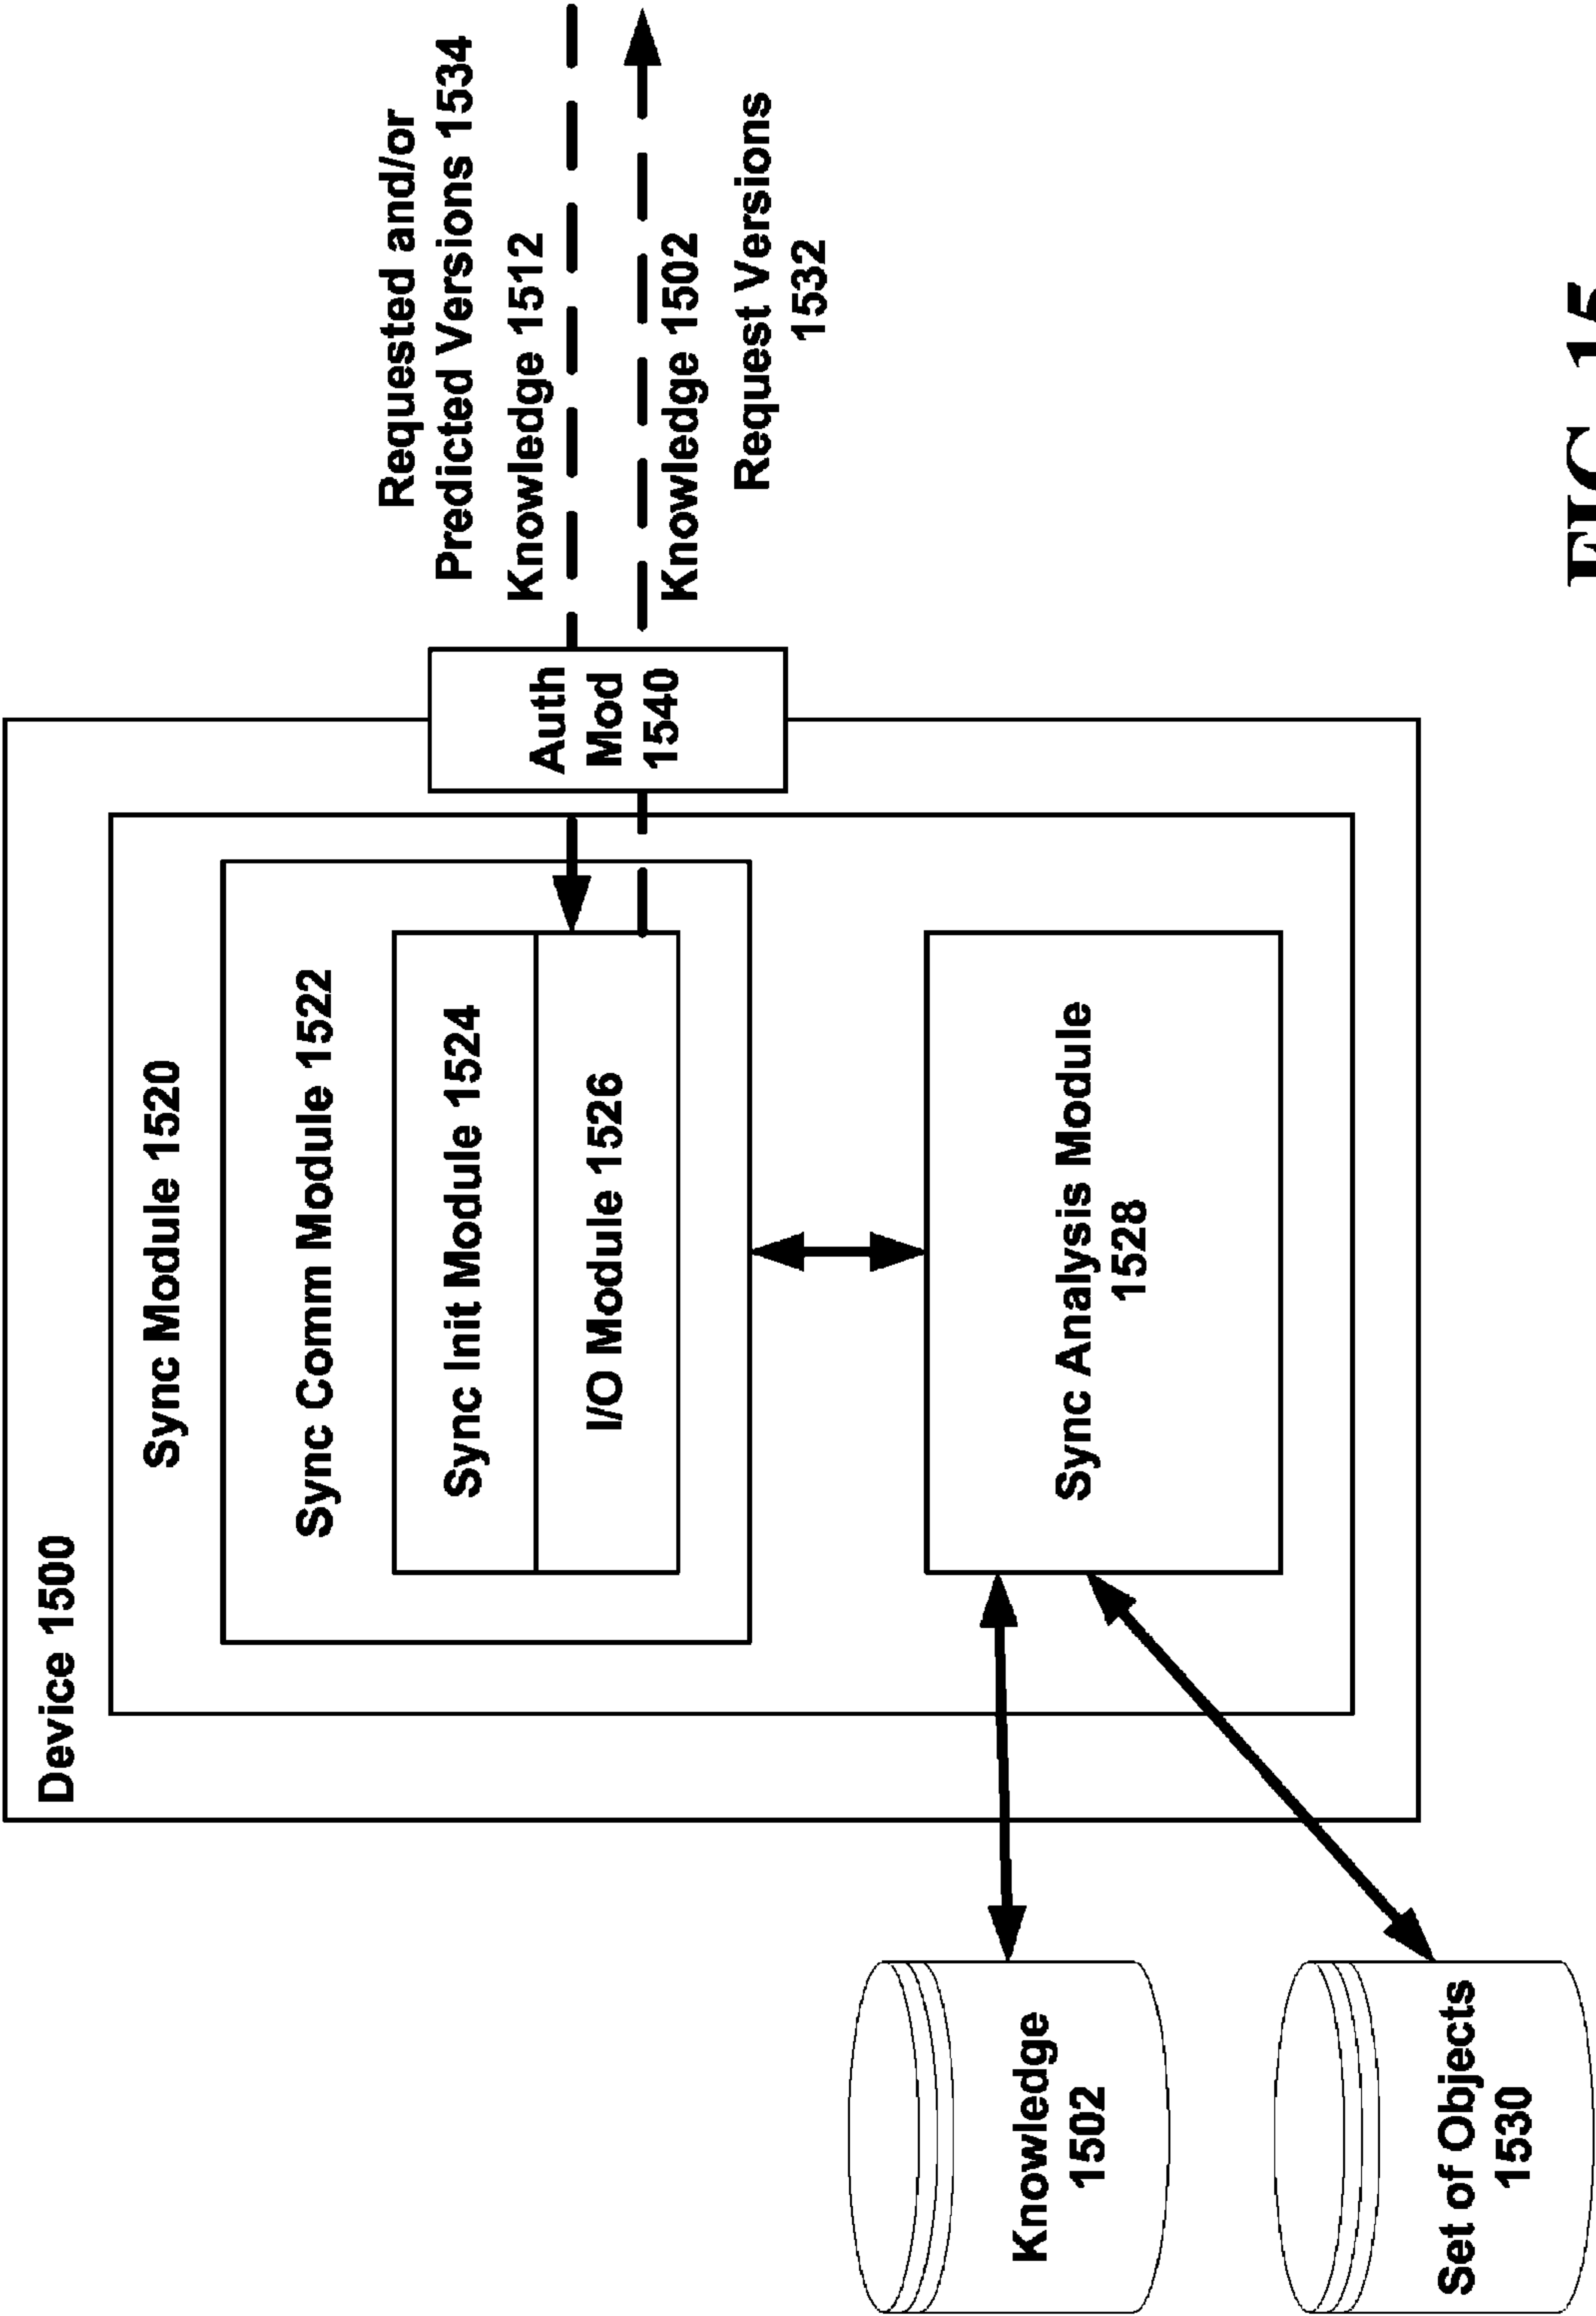 Device 1500
Sync Module 1520
Sync Comm Module 1522
Sync Init Module 1524
I/O Module 1526
Sync Analysis Module
1528
Auth
Mod
1540
Requested and/or
Predicted Versions 1534
Knowledge 1512
Knowledge 1502
Request Versions
1532
Knowledge
1502
Set of Objects
1530
FIG. 15